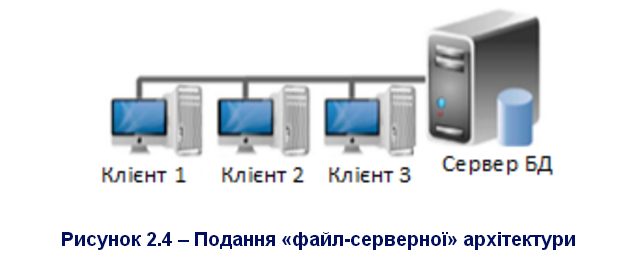 Клієнт 1 Клієнт 2 Клієнт 3 Сервер БД
Рисунок 2.4 – Подання «файл-серверної» архітектури